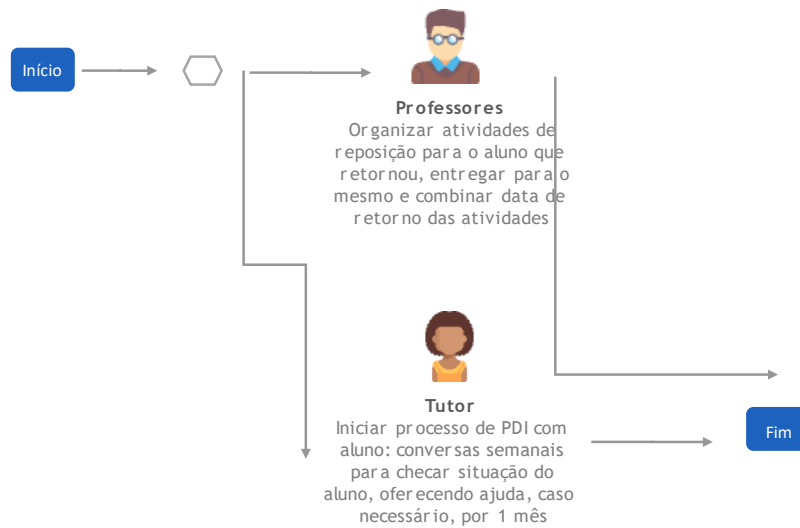 Início
Professores
Organizar atividades de
reposição para o aluno que
retornou, entregar para o
mesmo e combinar data de
retorno das atividades
Tutor
Iniciar processo de PDI com
aluno: conversas semanais
para checar situação do
aluno, oferecendo ajuda, caso
necessário, por 1 mês
Fim